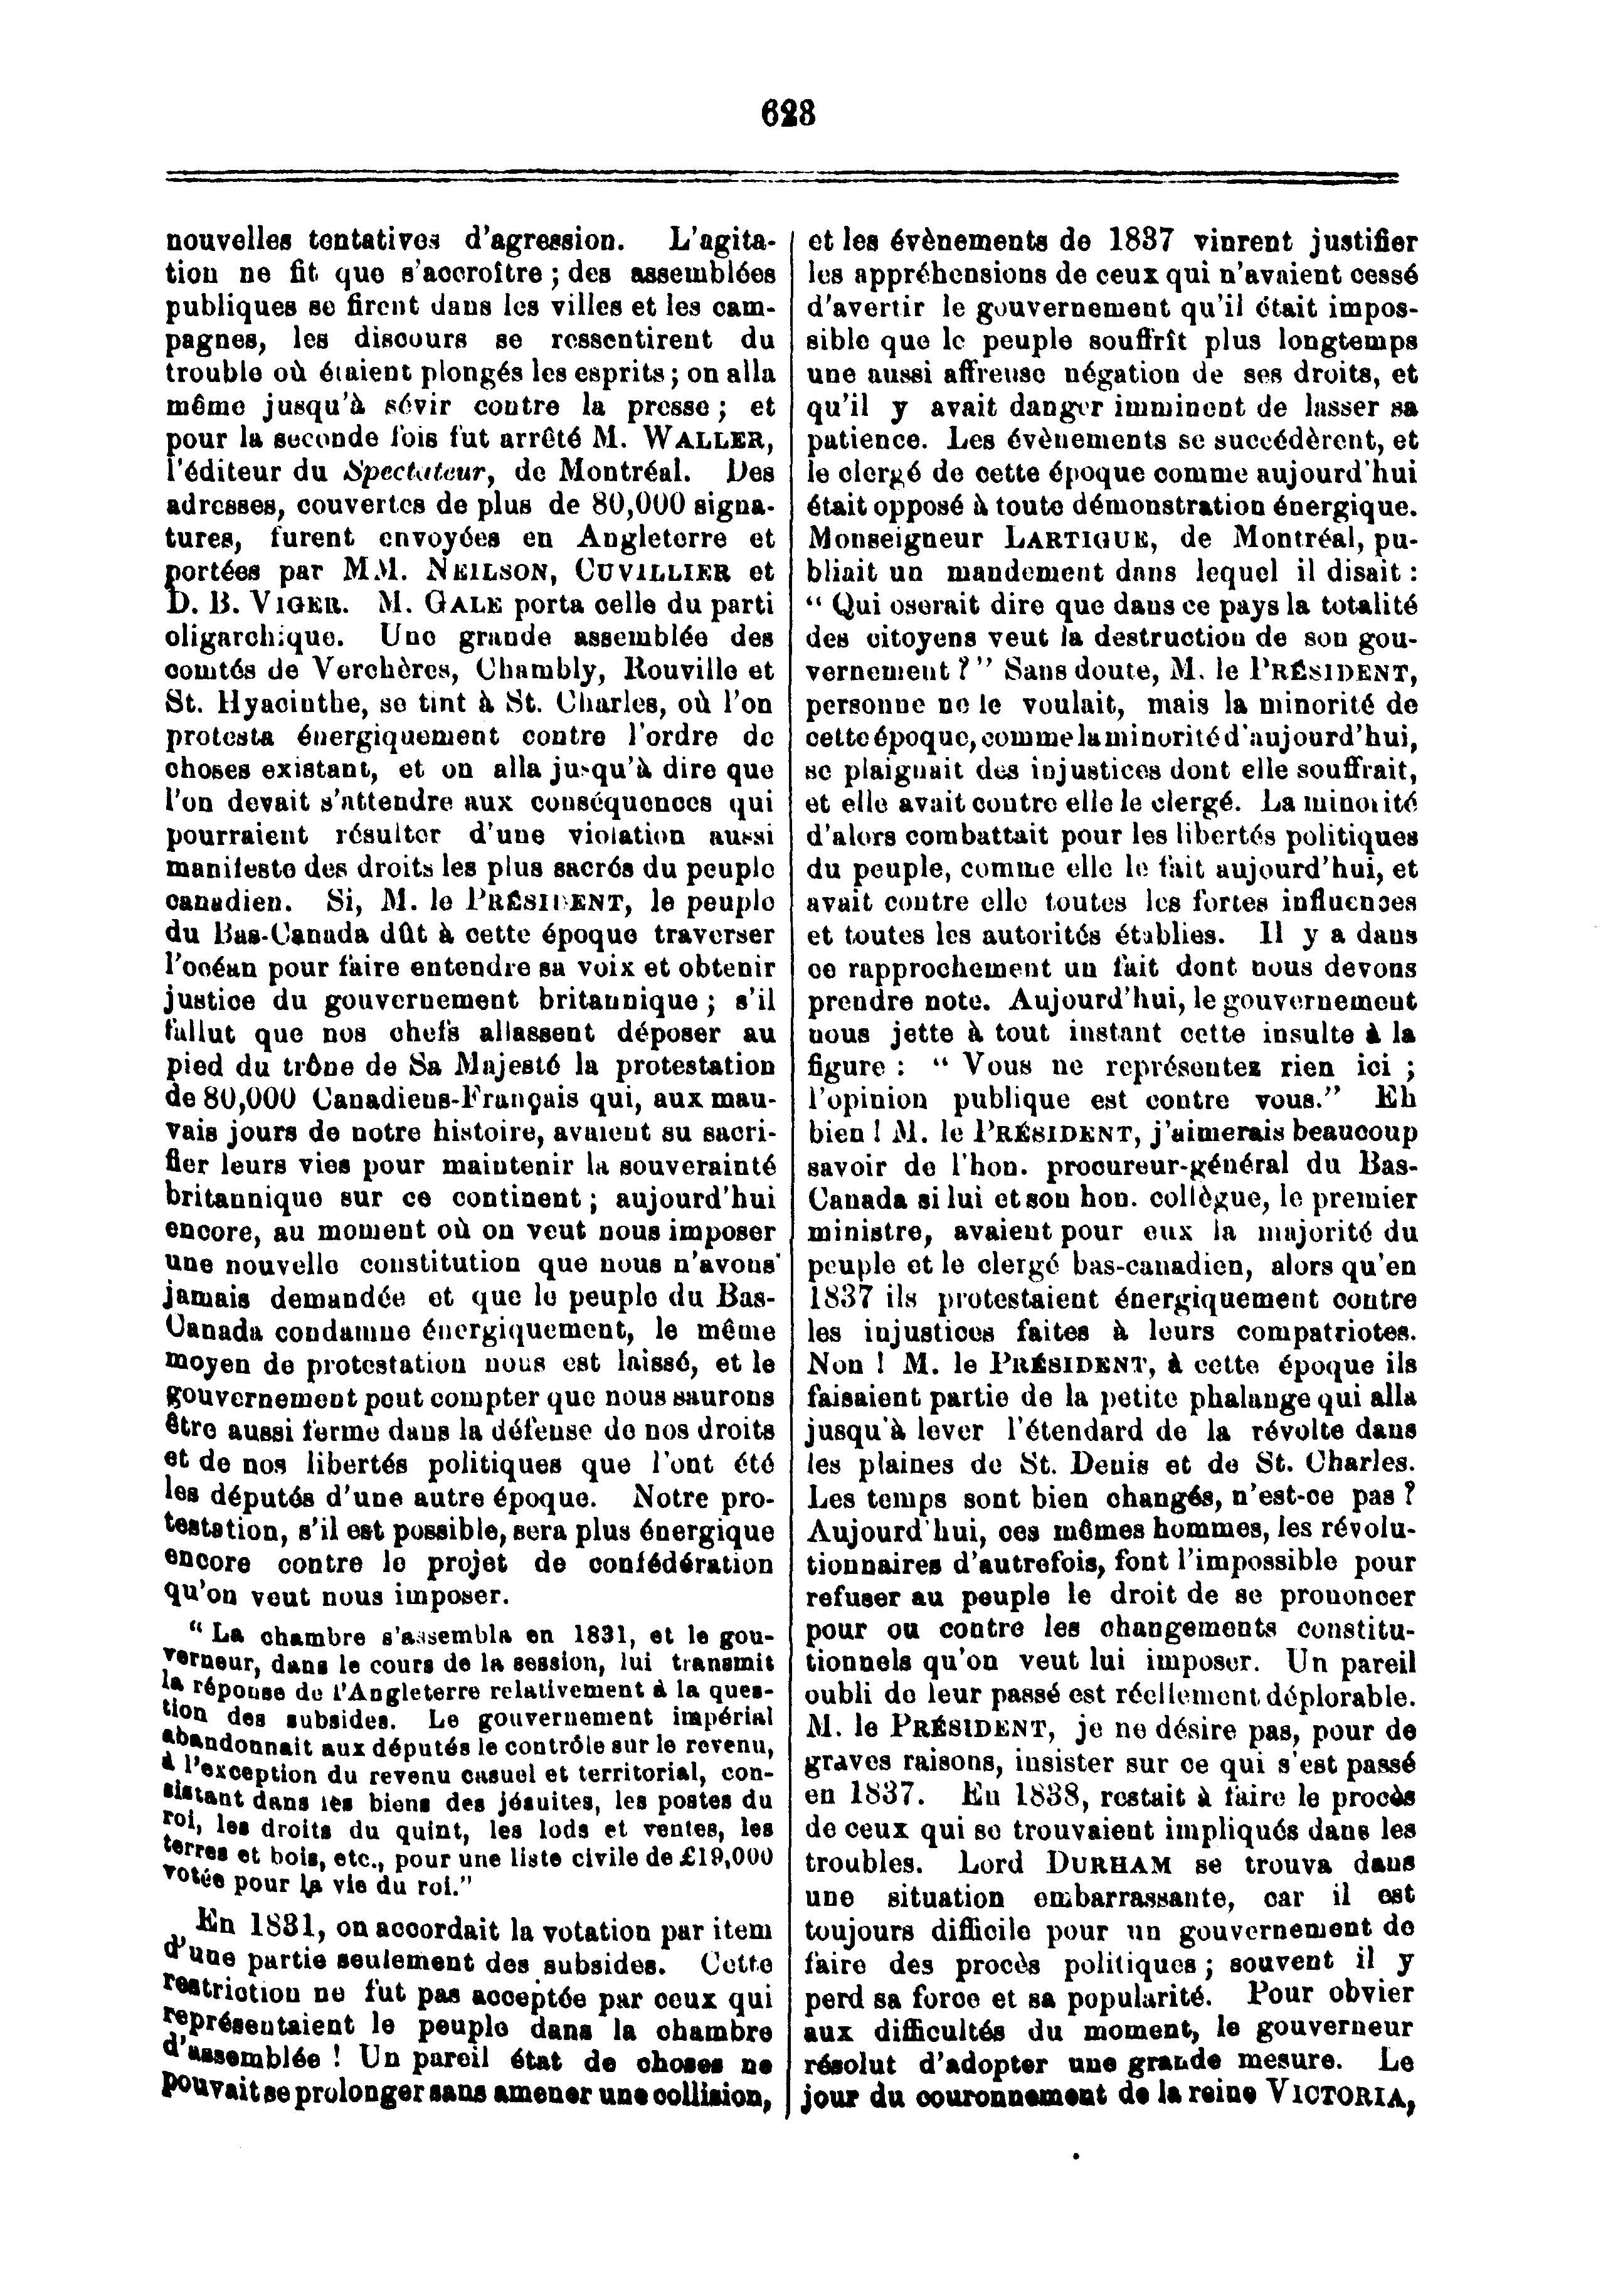 628
nouvelles tentatives d'agression. L'agita-
tion ne fit que s'accroître ; des assemblées
publiques se firent dans les villes et les cam-
pagnes, les discours se ressentirent du
trouble où étaient plongés les esprits ; on alla
même jusqu'à sévir contre la presse ; et
pour la seconde fois fut arrêté M. WALLER,
l'éditeur du Spectateur, de Montréal. Des
adresses, couvertes de plus de 80,000 signa-
tures, furent envoyées en Angleterre et
portées par MM. NEILSON, CUVILLIER et
D. B. VIGER. M. GALE porta celle du parti
oligarchique. Une grande assemblée des
comtés de Verchères, Chambly, Rouville et
St. Hyacinthe, se tint à St. Charles, où l'on
protesta énergiquement contre l'ordre de
choses existant, et on alla jusqu'à dire que
l'on devait s'attendre aux conséquences qui
pourraient résulter d'une violation aussi
manifeste des droits les plus sacrés du peuple
canadien. Si, M. le PRÉSIDENT, le peuple
du Bas-Canada dût à cette époque traverser
l'océan pour faire entendre sa voix et obtenir
justice du gouvernement britannique ; s'il
fallut que nos chefs allassent déposer au
pied du trône de Sa Majesté la protestation
de 80,000 Canadiens-Français qui, aux mau-
vais jours de notre histoire, avaient su sacri-
fier leurs vies pour maintenir la souverainté
britannique sur ce continent ; aujourd'hui
encore, au moment où on veut nous imposer
une nouvelle constitution que nous n'avons
jamais demandée et que le peuple du Bas-
Canada condamne énergiquement, le même
moyen de protestation nous est laissé, et le
gouvernement peut compter que nous saurons
être aussi ferme dans la défense de nos droits
et de nos libertés politiques que l'ont été
les députés d'une autre époque. Notre pro-
testation, s'il est possible, sera plus énergique
encore contre le projet de confédération
qu'on veut nous imposer.
" La chambre s'assembla en 1831, et le gou-
verneur, dans le cours de la session, lui transmit
la réponse de l'Angleterre relativement à la ques-
tion des subsides. Le gouvernement impérial
abandonnait aux députés le contrôle sur le revenu,
à l'exception du revenu casuel et territorial, con-
sistant dans les biens des jésuites, les postes du
roi, les droits du quint, les lods et ventes, les
terres et bois, etc., pour une liste civile de £19,000
votée pour la vie du roi."
En 1831, on accordait la votation par item
d'une partie seulement des subsides. Cette
restriction ne fut pas acceptée par ceux qui
représentaient le peuple dans la chambre
d'assemblée ! Un pareil état de choses ne
pouvait se prolonger sans amener une collision,
et les évènements de 1837 vinrent justifier
les appréhensions de ceux qui n'avaient cessé
d'avertir le gouvernement qu'il était impos-
sible que le peuple souffrît plus longtemps
une aussi affreuse négation de ses droits, et
qu'il y avait danger imminent de lasser sa
patience. Les évènements se succédèrent, et
le clergé de cette époque comme aujourd'hui
était opposé à toute démonstration énergique.
Monseigneur LARTIGUE, de Montréal, pu-
bliait un mandement dans lequel il disait :
" Qui oserait dire que dans ce pays la totalité
des citoyens veut la destruction de son gou-
vernement ? " Sans doute, M. le PRÉSIDENT,
personne ne le voulait, mais la minorité de
cette époque, comme la minorité d'aujourd'hui,
se plaignait des injustices dont elle souffrait,
et elle avait contre elle le clergé. La minorité
d'alors combattait pour les libertés politiques
du peuple, comme elle le fait aujourd'hui, et
avait contre elle toutes les fortes influences
et toutes les autorités établies. Il y a dans
ce rapprochement un fait dont nous devons
prendre note. Aujourd'hui, le gouvernement
nous jette à tout instant cette insulte à la
figure : " Vous ne représentez rien ici ;
l'opinion publique est contre vous." Eh
bien ! M. le PRÉSIDENT, j'aimerais beaucoup
savoir de l'hon. procureur-général du Bas-
Canada si lui et son hon. collègue, le premier
ministre, avaient pour eux la majorité du
peuple et le clergé bas-canadien, alors qu'en
1837 ils protestaient énergiquement contre
les injustices faites à leurs compatriotes.
Non ! M. le PRÉSIDENT, à cette époque ils
faisaient partie de la petite phalange qui alla
jusqu'à lever l'étendard de la révolte dans
les plaines de St. Denis et de St. Charles.
Les temps sont bien changés, n'est-ce pas ?
Aujourd'hui, ces mêmes hommes, les révolu-
tionnaires d'autrefois, font l'impossible pour
refuser au peuple le droit de se prononcer
pour ou contre les changements constitu-
tionnels qu'on veut lui imposer. Un pareil
oubli de leur passé est réellement déplorable.
M. le PRÉSIDENT, je ne désire pas, pour de
graves raisons, insister sur ce qui s'est passé
en 1837. En 1838, restait à faire le procès
de ceux qui se trouvaient impliqués dans les
troubles. Lord DURHAM se trouva dans
une situation embarrassante, car il est
toujours difficile pour un gouvernement de
faire des procès politiques ; souvent il y
perd sa force et sa popularité. Pour obvier
aux difficultés du moment, le gouverneur
résolut d'adopter une grande mesure. Le
jour du couronnement de la reine VICTORIA,